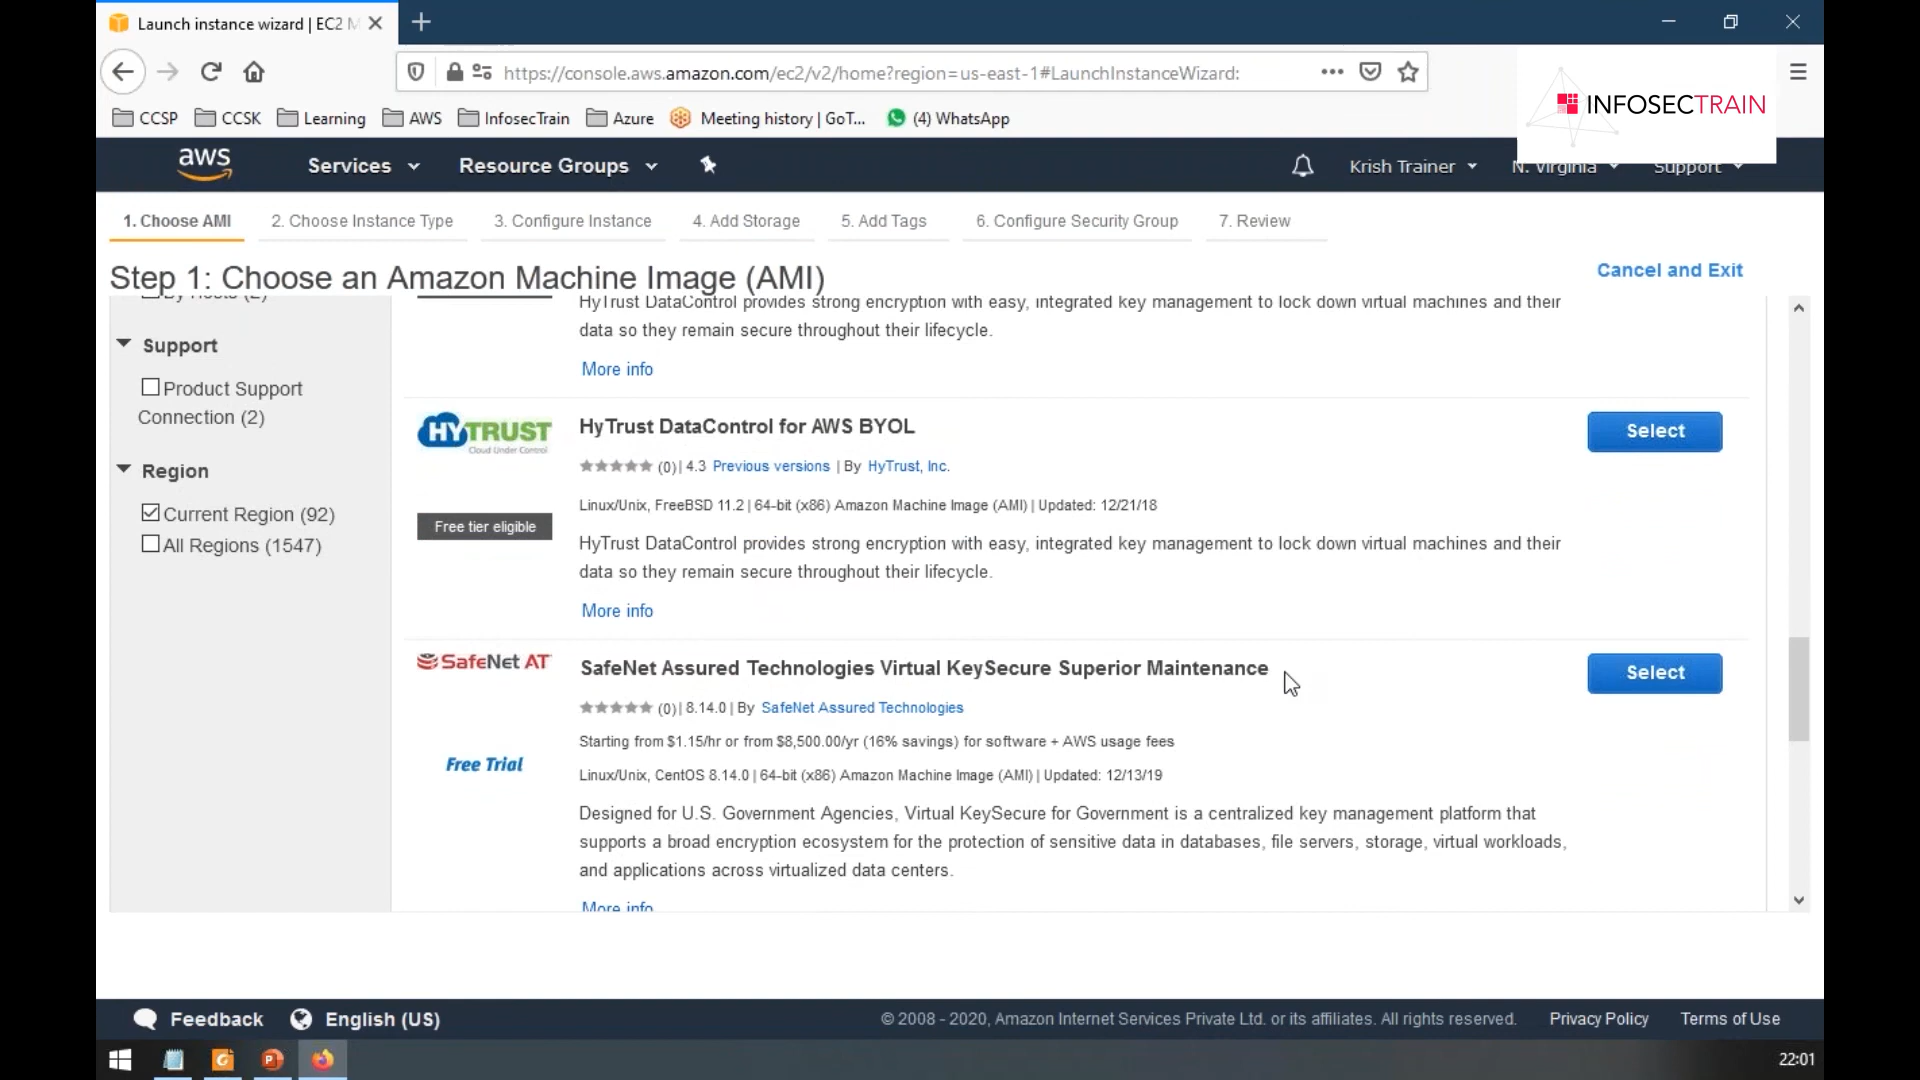 Launch instance wizard | EC2 M
https://console.aws.amazon.com/ec2/v2/home?region=us-east-1#LaunchInstanceWizard:
CCSP CCSK Learning AWS InfosecTrain Azure Meeting history | GoT... (4) WhatsApp
INFOSECTRAIN
aws Services Resource Groups Krish Trainer N. Virginia Support
1. Choose AMI 2. Choose Instance Type 3. Configure Instance 4. Add Storage 5. Add Tags 6. Configure Security Group 7. Review
Step 1: Choose an Amazon Machine Image (AMI)
Cancel and Exit
Support
Product Support
Connection (2)
Region
Current Region (92)
All Regions (1547)
HyTrust DataControl provides strong encryption with easy, integrated key management to lock down virtual machines and their
data so they remain secure throughout their lifecycle.
More info
HYTRUST
Cloud Under Control
Free tier eligible
HyTrust DataControl for AWS BYOL
Select
(0) | 4.3 Previous versions | By HyTrust, Inc.
Linux/Unix, FreeBSD 11.2 | 64-bit (x86) Amazon Machine Image (AMI) | Updated: 12/21/18
HyTrust DataControl provides strong encryption with easy, integrated key management to lock down virtual machines and their
data so they remain secure throughout their lifecycle.
More info
SafeNet AT
Free Trial
SafeNet Assured Technologies Virtual KeySecure Superior Maintenance
Select
(0) | 8.14.0 | By SafeNet Assured Technologies
Starting from $1.15/hr or from $8,500.00/yr (16% savings) for software + AWS usage fees
Linux/Unix, CentOS 8.14.0 | 64-bit (x86) Amazon Machine Image (AMI) | Updated: 12/13/19
Designed for U.S. Government Agencies, Virtual KeySecure for Government is a centralized key management platform that
supports a broad encryption ecosystem for the protection of sensitive data in databases, file servers, storage, virtual workloads,
and applications across virtualized data centers.
More info
Feedback English (US)
© 2008 - 2020, Amazon Internet Services Private Ltd. or its affiliates. All rights reserved. Privacy Policy Terms of Use
22:01